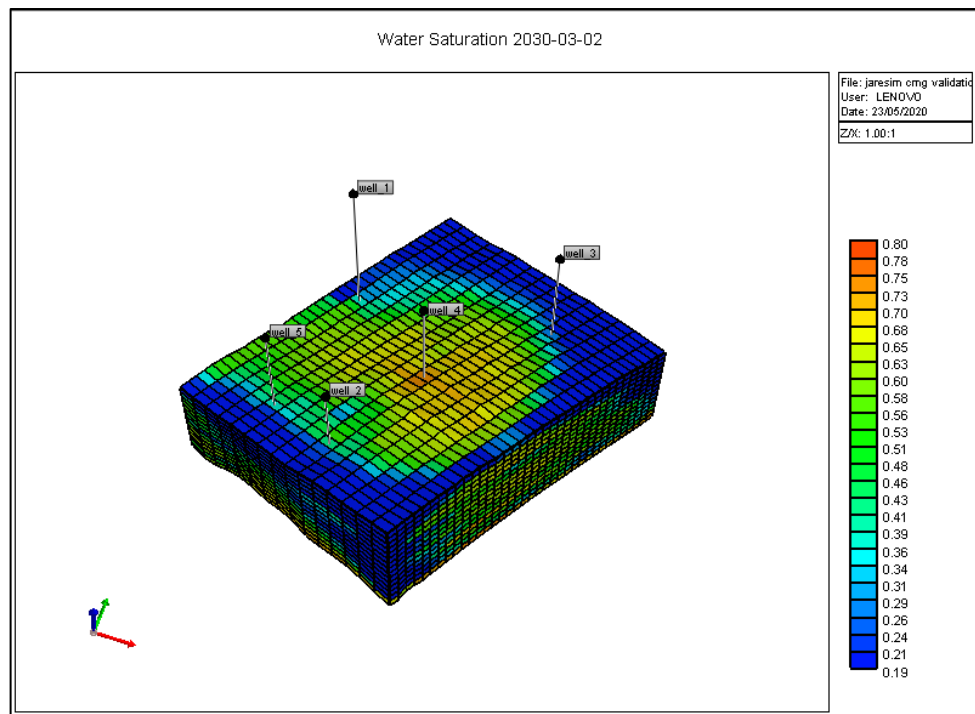 Water Saturation 2030-03-02
File: jaresim cmg validatio
User: LENOVO
Date: 23/05/2020
Z/X: 1.00:1
well_1
well_3
well_4
well_5
well_2
0.80
0.78
0.75
0.73
0.70
0.68
0.65
0.63
0.60
0.58
0.56
0.53
0.51
0.48
0.46
0.43
0.41
0.39
0.36
0.34
0.31
0.29
0.26
0.24
0.21
0.19